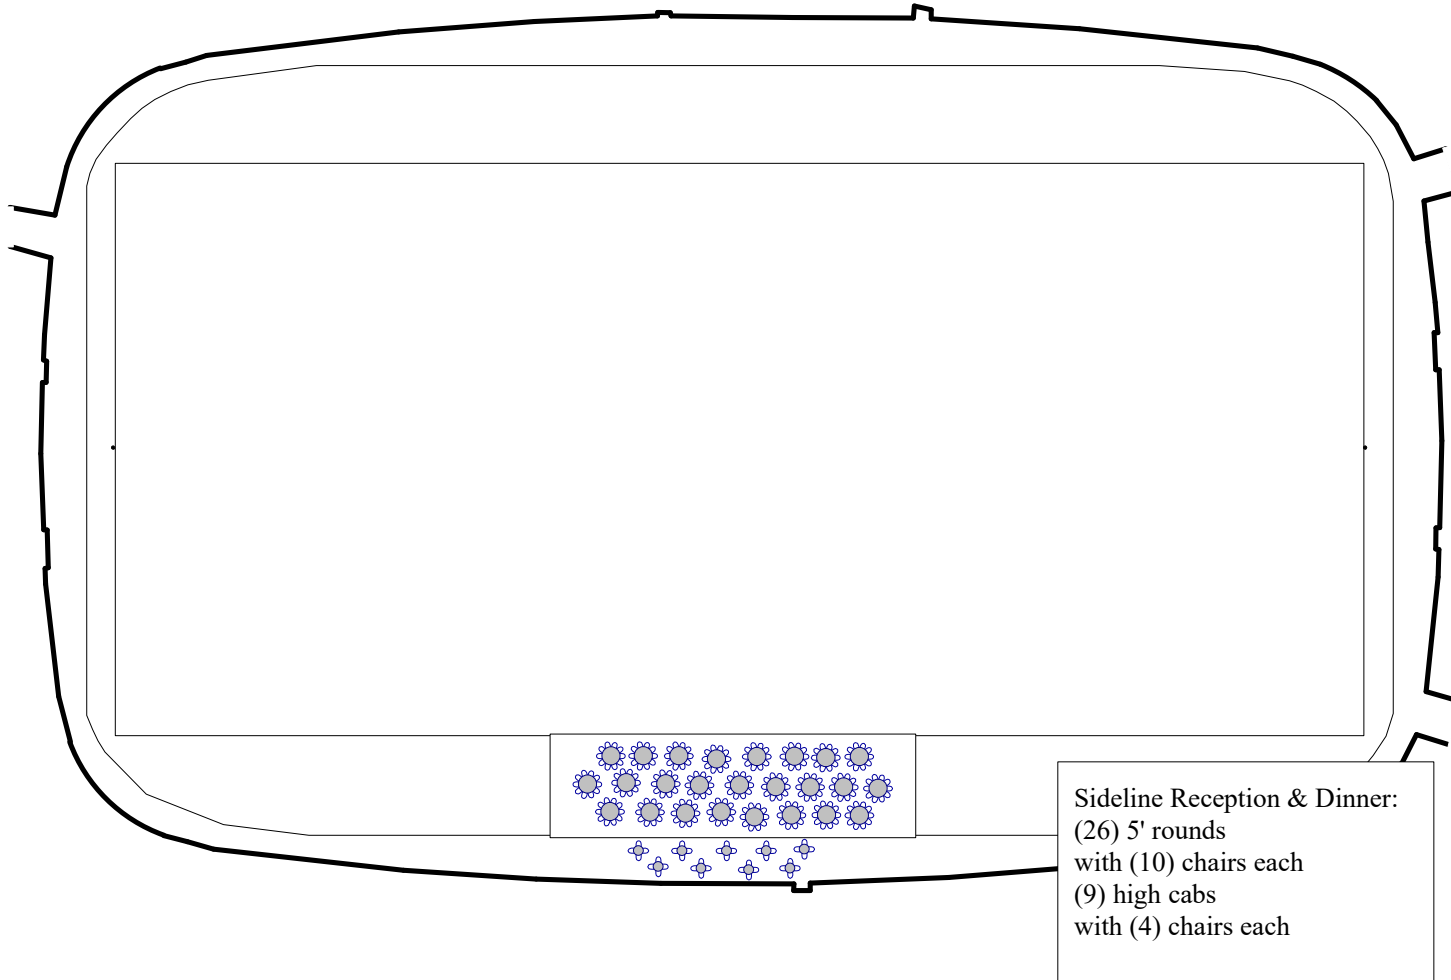 Sideline Reception & Dinner:
(26) 5' rounds
with (10) chairs each
(9) high cabs
with (4) chairs each